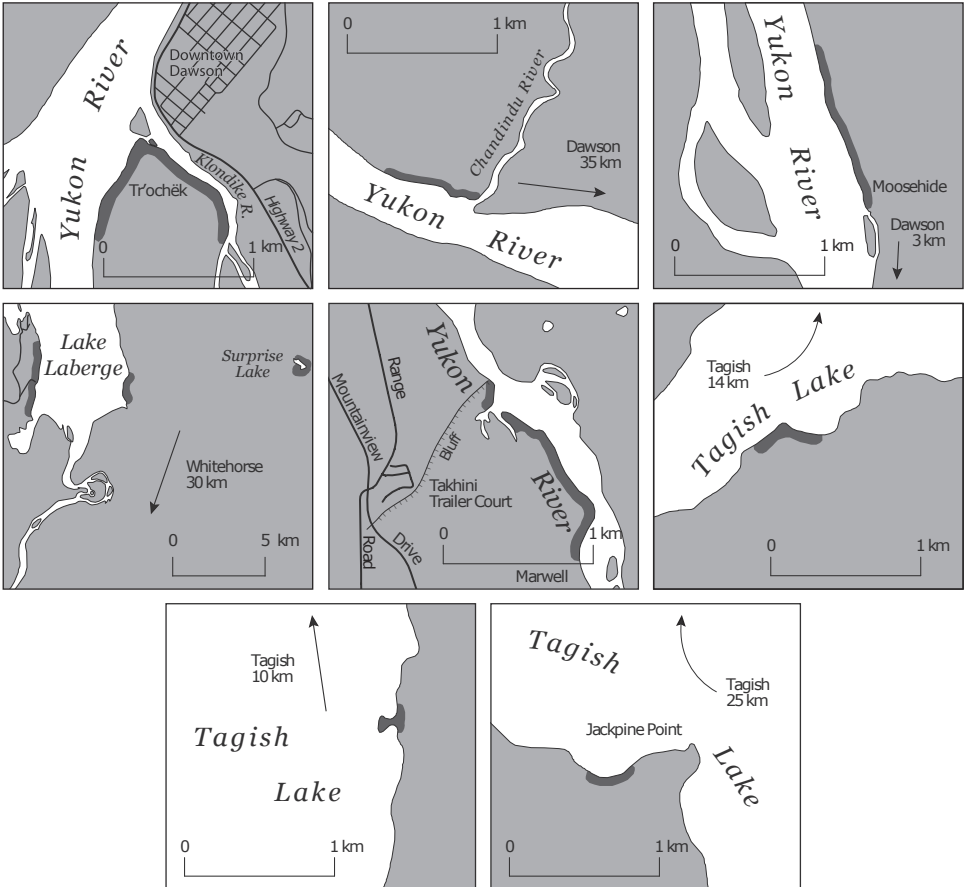 Yukon
River
Downtown
Dawson
Tr'ochëk
Klondike R.
Highway 2
0
1 km
0
1 km
Chandindu River
Dawson
35 km
Yukon
River
Yukon
River
Moosehide
Dawson
3 km
0
1 km
Lake
Laberge
Surprise
Lake
Whitehorse
30 km
0
5 km
Yukon
River
Range
Road
Mountainview
Drive
Bluff
Takhini
Trailer Court
0
1 km
Marwell
Tagish
14 km
Tagish Lake
0
1 km
Tagish
10 km
Tagish
Lake
0
1 km
Tagish
Lake
Tagish
25 km
Jackpine Point
0
1 km